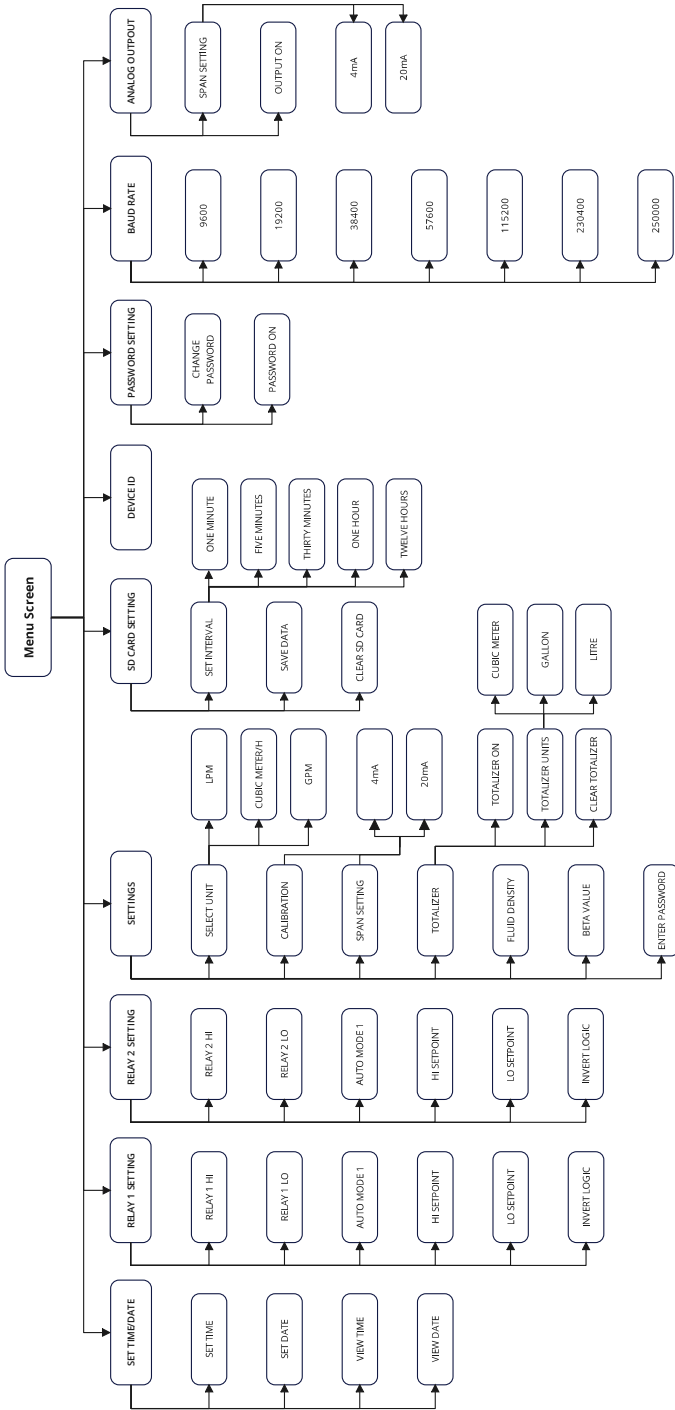 Menu Screen
SET TIME/DATE
SET TIME
SET DATE
VIEW TIME
VIEW DATE
RELAY 1 SETTING
RELAY 1 HI
RELAY 1 LO
AUTO MODE 1
HI SETPOINT
LO SETPOINT
INVERT LOGIC
RELAY 2 SETTING
RELAY 2 HI
RELAY 2 LO
AUTO MODE 1
HI SETPOINT
LO SETPOINT
INVERT LOGIC
SETTINGS
SELECT UNIT
LPM
CUBIC METER/H
GPM
CALIBRATION
SPAN SETTING
4mA
20mA
TOTALIZER
TOTALIZER ON
TOTALIZER UNITS
CUBIC METER
GALLON
LITRE
CLEAR TOTALIZER
FLUID DENSITY
BETA VALUE
ENTER PASSWORD
SD CARD SETTING
SET INTERVAL
ONE MINUTE
FIVE MINUTES
THIRTY MINUTES
ONE HOUR
TWELVE HOURS
SAVE DATA
CLEAR SD CARD
DEVICE ID
PASSWORD SETTING
CHANGE
PASSWORD
PASSWORD ON
BAUD RATE
9600
19200
38400
57600
115200
230400
250000
ANALOG OUTPOUT
SPAN SETTING
OUTPUT ON
4mA
20mA